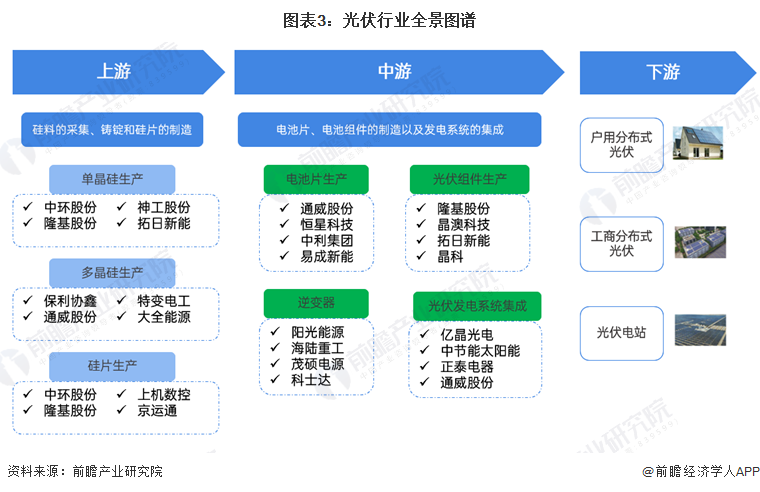 图表3：光伏行业全景图谱
上游
中游
下游
硅料的采集、铸锭和硅片的制造
电池片、电池组件的制造以及发电系统的集成
单晶硅生产
✓ 中环股份 ✓ 神工股份
✓ 隆基股份 ✓ 拓日新能
多晶硅生产
✓ 保利协鑫 ✓ 特变电工
✓ 通威股份 ✓ 大全能源
硅片生产
✓ 中环股份 ✓ 上机数控
✓ 隆基股份 ✓ 京运通
电池片生产
✓ 通威股份
✓ 恒星科技
✓ 中利集团
✓ 易成新能
光伏组件生产
✓ 隆基股份
✓ 晶澳科技
✓ 拓日新能
✓ 晶科
逆变器
✓ 阳光能源
✓ 海陆重工
✓ 茂硕电源
✓ 科士达
光伏发电系统集成
✓ 亿晶光电
✓ 中节能太阳能
✓ 正泰电器
✓ 通威股份
户用分布式
光伏
工商分布式
光伏
光伏电站
前瞻产业研究院
资料来源：前瞻产业研究院
@前瞻经济学人APP